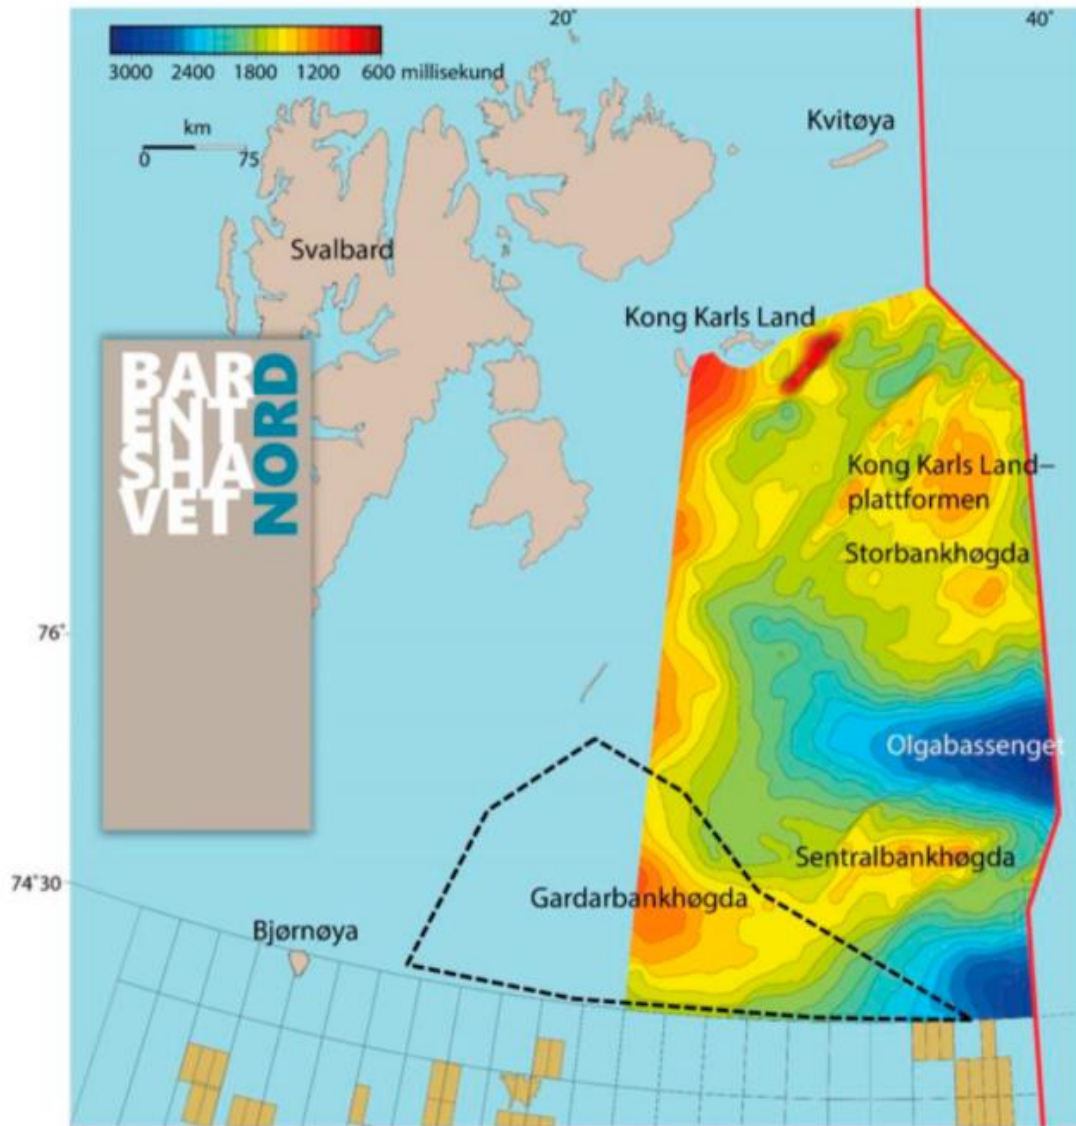 20°
40°
3000 2400 1800 1200 600 millisekund
km
0 75
Kvitøya
Svalbard
Kong Karls Land
BAR
ENT
SHA
VET
NORD
Kong Karls Land–
plattformen
Storbankhøgda
76°
Olgabassenget
Sentralbankhøgda
74°30
Gardarbankhøgda
Bjørnøya